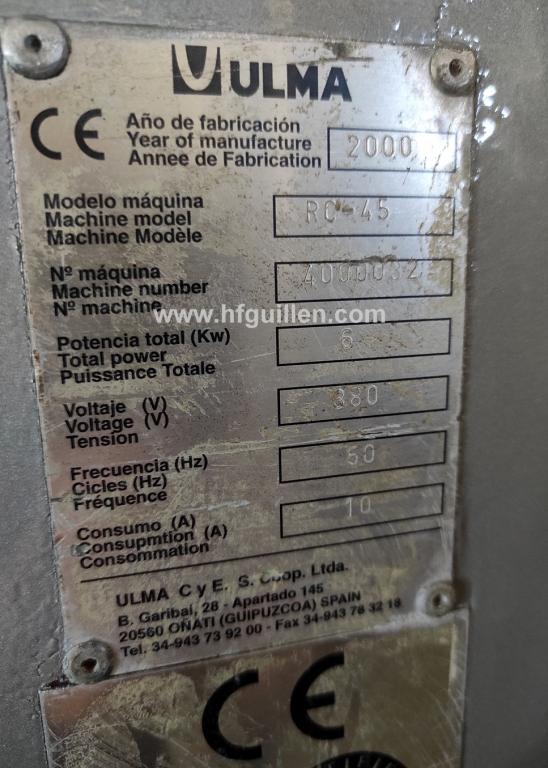 ULMA
CE
Año de fabricación
Year of manufacture
Annee de Fabrication
2000
Modelo máquina
Machine model
Machine Modèle
RC-45
Nº máquina
Machine number
Nº machine
4000032
www.hfguillen.com
Potencia total (Kw)
Total power
Puissance Totale
6
Voltaje (V)
Voltage (V)
Tension
380
Frecuencia (Hz)
Cicles (Hz)
Fréquence
50
Consumo (A)
Consupmtion (A)
Consommation
10
ULMA C y E, S. Coop. Ltda.
B. Garibai, 28 - Apartado 145
20560 OÑATI (GUIPUZCOA) SPAIN
Tel. 34-943 73 92 00 - Fax 34-943 78 32 18
CE